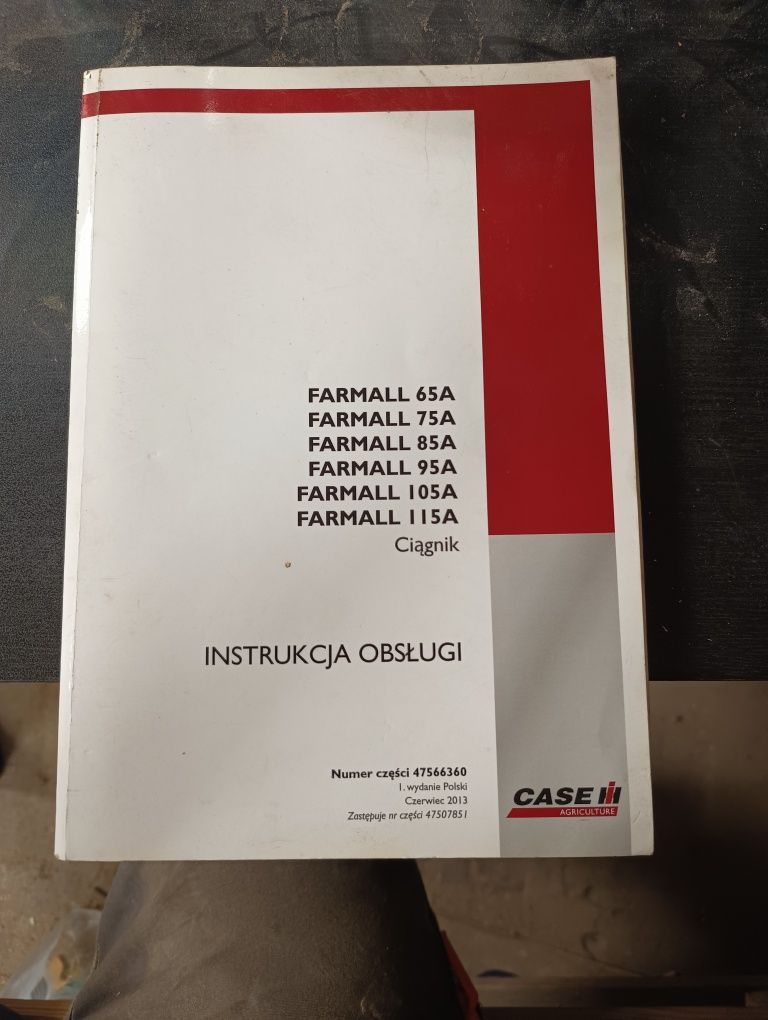 FARMALL 65A
FARMALL 75A
FARMALL 85A
FARMALL 95A
FARMALL 105A
FARMALL 115A
Ciągnik
INSTRUKCJA OBSŁUGI
Numer części 47566360
1. wydanie Polski
Czerwiec 2013
Zastępuje nr części 47507851
CASE IH
AGRICULTURE